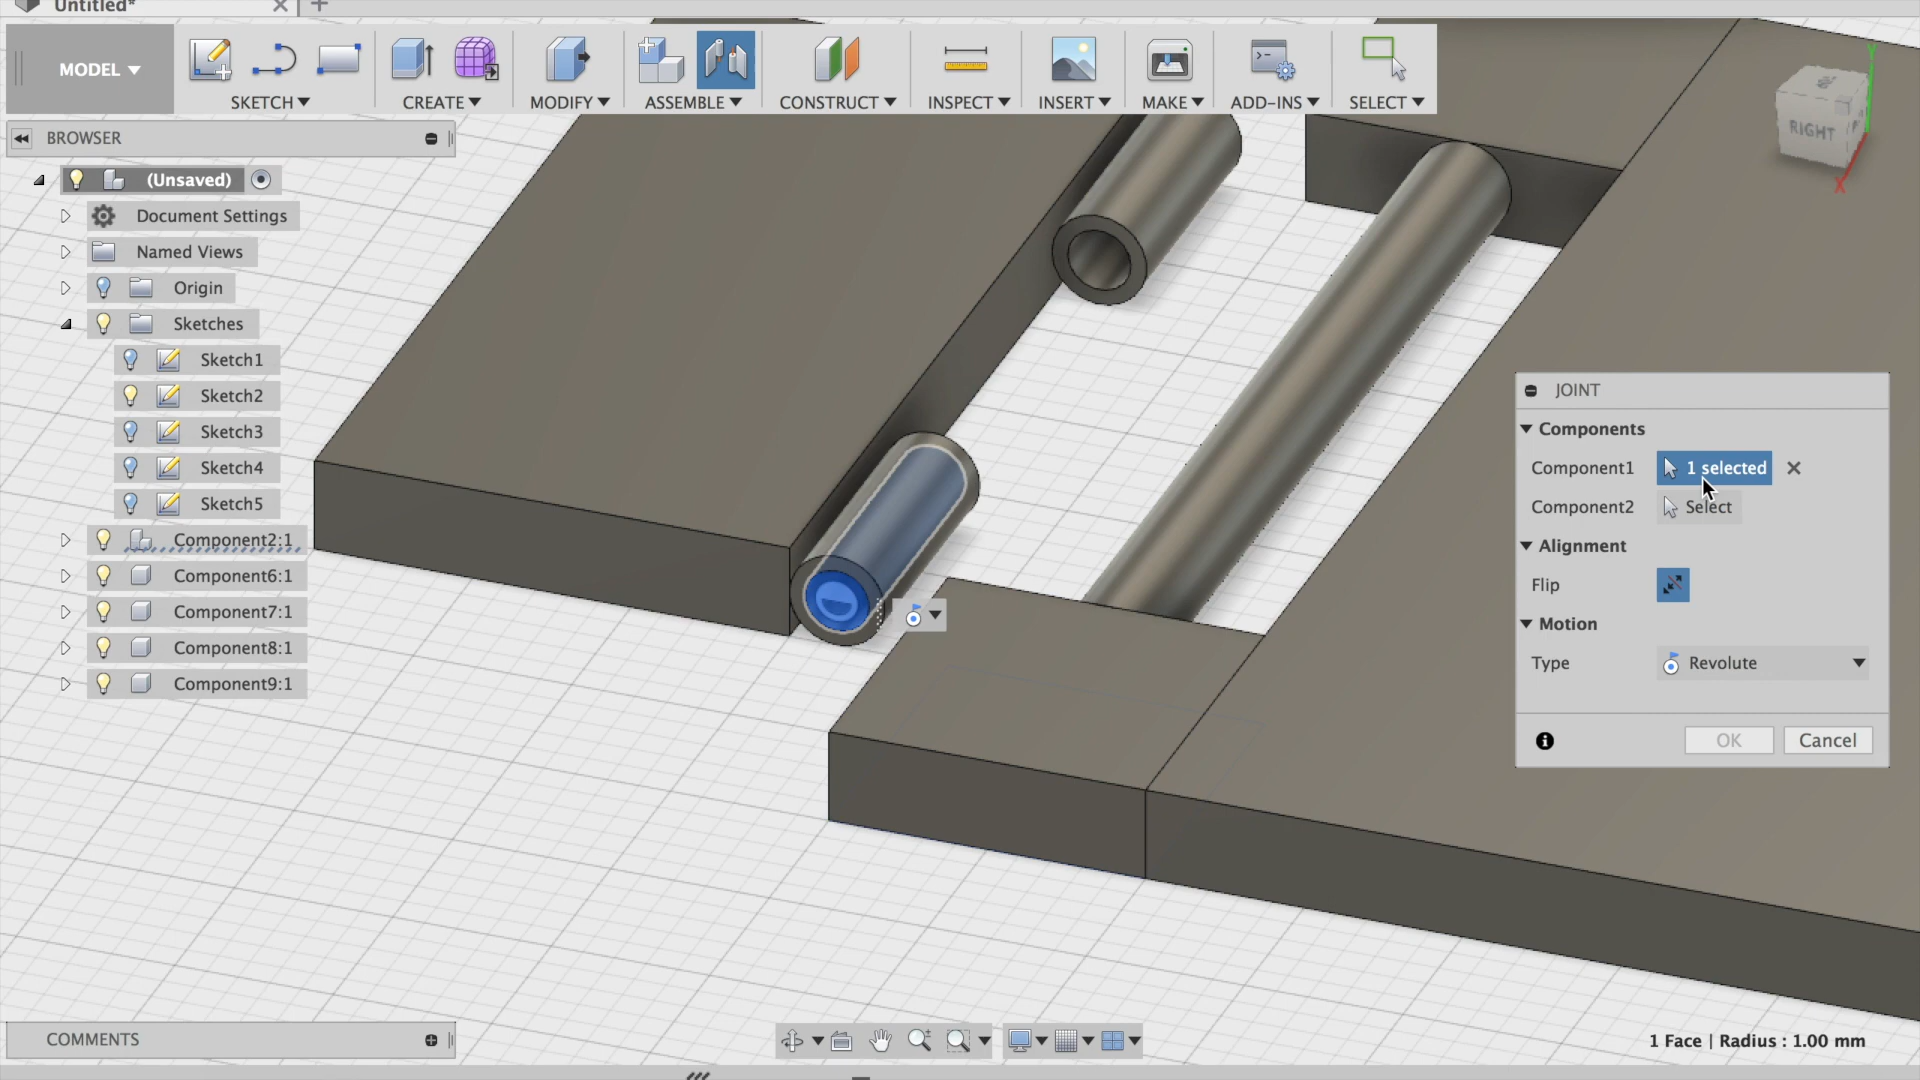 Untitled*
MODEL
SKETCH
CREATE
MODIFY
ASSEMBLE
CONSTRUCT
INSPECT
INSERT
MAKE
ADD-INS
SELECT
BROWSER
(Unsaved)
Document Settings
Named Views
Origin
Sketches
Sketch1
Sketch2
Sketch3
Sketch4
Sketch5
Component2:1
Component6:1
Component7:1
Component8:1
Component9:1
RIGHT
Y
X
JOINT
Components
Component1 1 selected
Component2 Select
Alignment
Flip
Motion
Type Revolute
OK Cancel
COMMENTS
1 Face | Radius : 1.00 mm